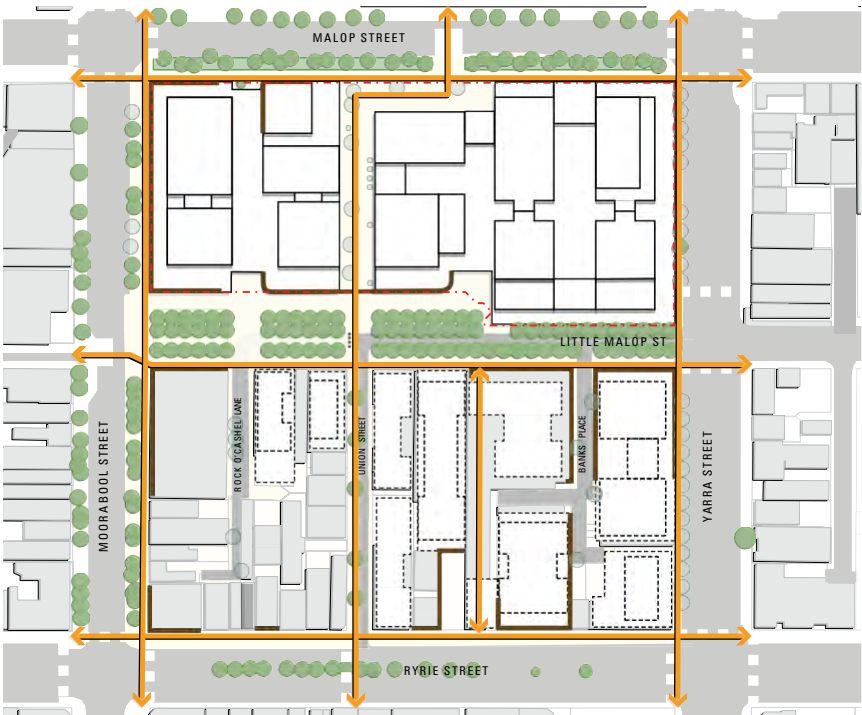 MALOP STREET
LITTLE MALOP ST
ROCK O'CASHEL LANE
UNION STREET
BANKS PLACE
MOORABOOL STREET
YARRA STREET
RYRIE STREET